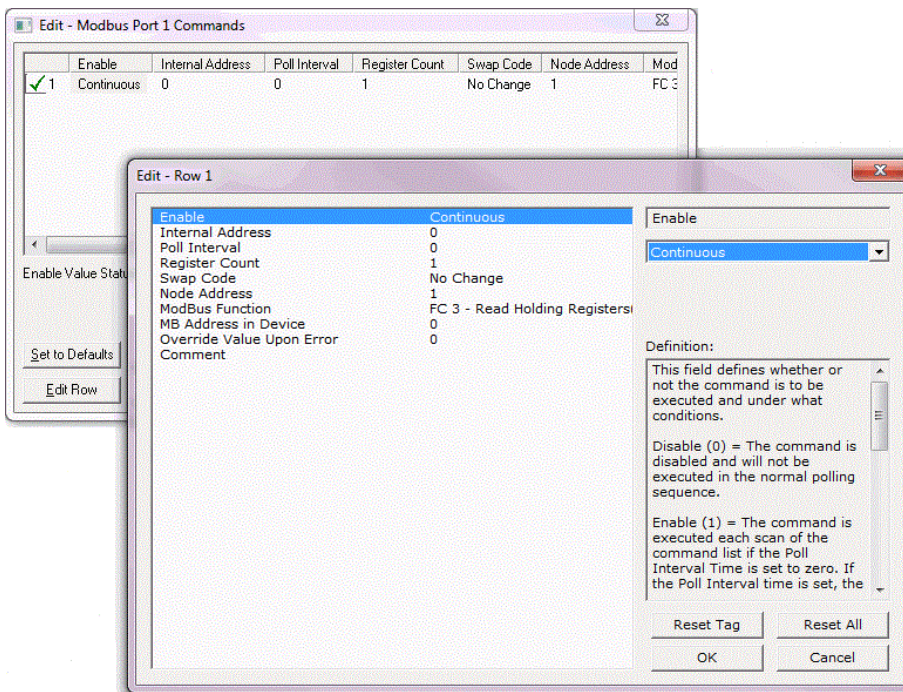 Edit - Modbus Port 1 Commands
Enable Internal Address Poll Interval Register Count Swap Code Node Address Mod
1 Continuous 0 0 1 No Change 1 FC 3
Enable Value Statu
Set to Defaults
Edit Row
Edit - Row 1
Enable Continuous
Internal Address 0
Poll Interval 0
Register Count 1
Swap Code No Change
Node Address 1
ModBus Function FC 3 - Read Holding Registers(
MB Address in Device 0
Override Value Upon Error 0
Comment
Enable
Continuous
Definition:
This field defines whether or
not the command is to be
executed and under what
conditions.
Disable (0) = The command is
disabled and will not be
executed in the normal polling
sequence.
Enable (1) = The command is
executed each scan of the
command list if the Poll
Interval Time is set to zero. If
the Poll Interval time is set, the
Reset Tag Reset All
OK Cancel